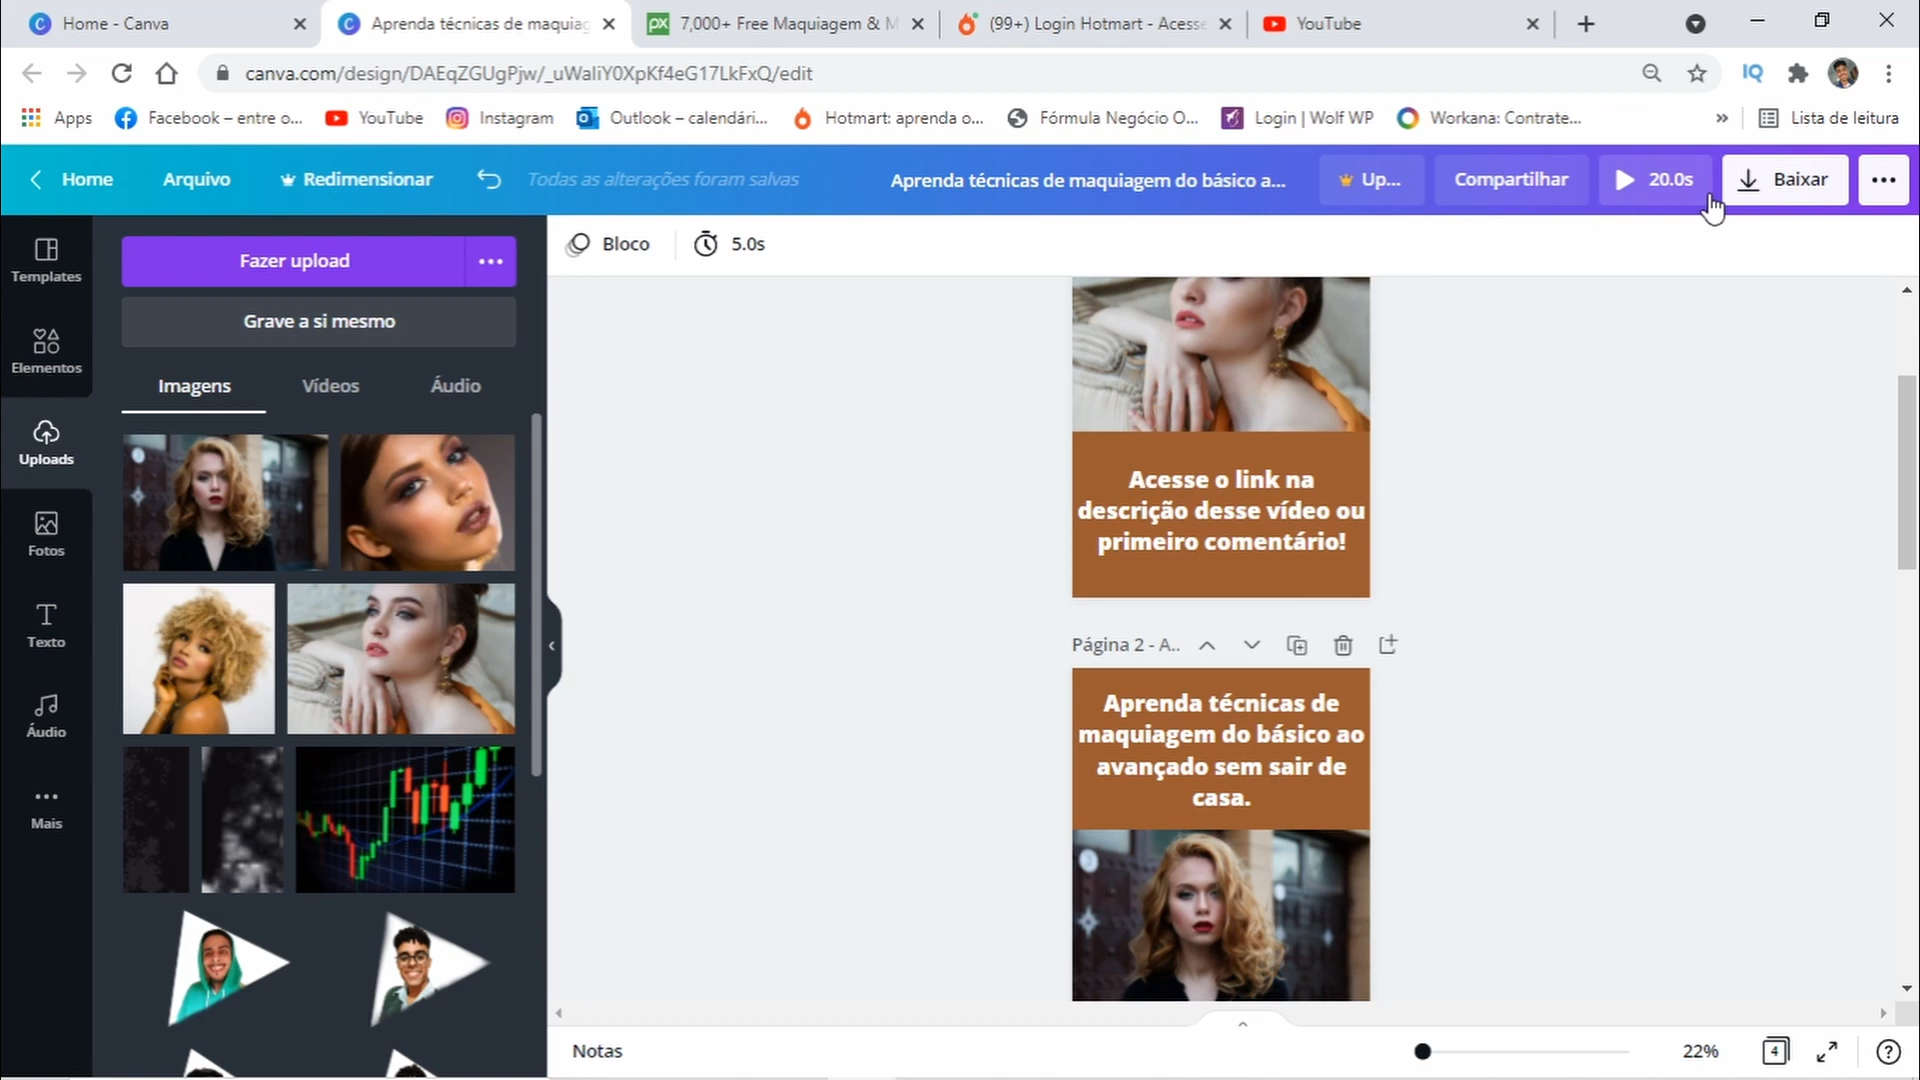 Home - Canva
Aprenda técnicas de maquiag
7,000+ Free Maquiagem & M
(99+) Login Hotmart - Acesse
YouTube
canva.com/design/DAEqZGUgPjw/_uWaliY0XpKf4eG17LkFxQ/edit
Apps
Facebook – entre o...
YouTube
Instagram
Outlook – calendári...
Hotmart: aprenda o...
Fórmula Negócio O...
Login | Wolf WP
Workana: Contrate...
»
Lista de leitura
Home
Arquivo
Redimensionar
Todas as alterações foram salvas
Aprenda técnicas de maquiagem do básico a...
Up...
Compartilhar
20.0s
Baixar
Templates
Elementos
Uploads
Fotos
Texto
Áudio
Mais
Fazer upload
Grave a si mesmo
Imagens
Vídeos
Áudio
Bloco
5.0s
Acesse o link na
descrição desse vídeo ou
primeiro comentário!
Página 2 - A..
Aprenda técnicas de
maquiagem do básico ao
avançado sem sair de
casa.
Notas
22%
4